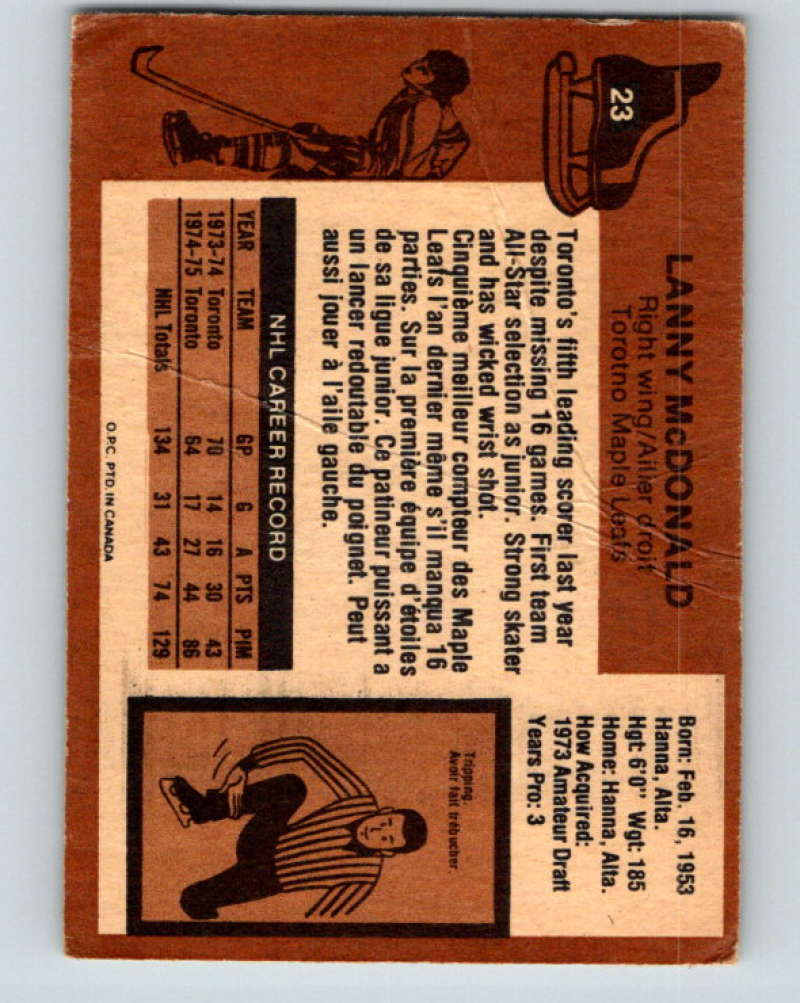 23
LANNY McDONALD
Right wing/Ailier droit
Torotno Maple Leafs
Born: Feb. 16, 1953
Hanna, Alta.
Hgt: 6'0" Wgt: 185
Home: Hanna, Alta.
How Acquired:
1973 Amateur Draft
Years Pro: 3
Toronto's fifth leading scorer last year
despite missing 16 games. First team
All-Star selection as junior. Strong skater
and has wicked wrist shot.
Cinquième meilleur compteur des Maple
Leafs l'an dernier même s'il manqua 16
parties. Sur la première équipe d'étoiles
de sa ligue junior. Ce patineur puissant a
un lancer redoutable du poignet. Peut
aussi jouer à l'aile gauche.
NHL CAREER RECORD
YEAR TEAM GP G A PTS PIM
1973-74 Toronto 70 14 16 30 43
1974-75 Toronto 64 17 27 44 86
NHL Totals 134 31 43 74 129
Tripping.
Avoir fait trébucher.
O.P.C. PTD. IN CANADA